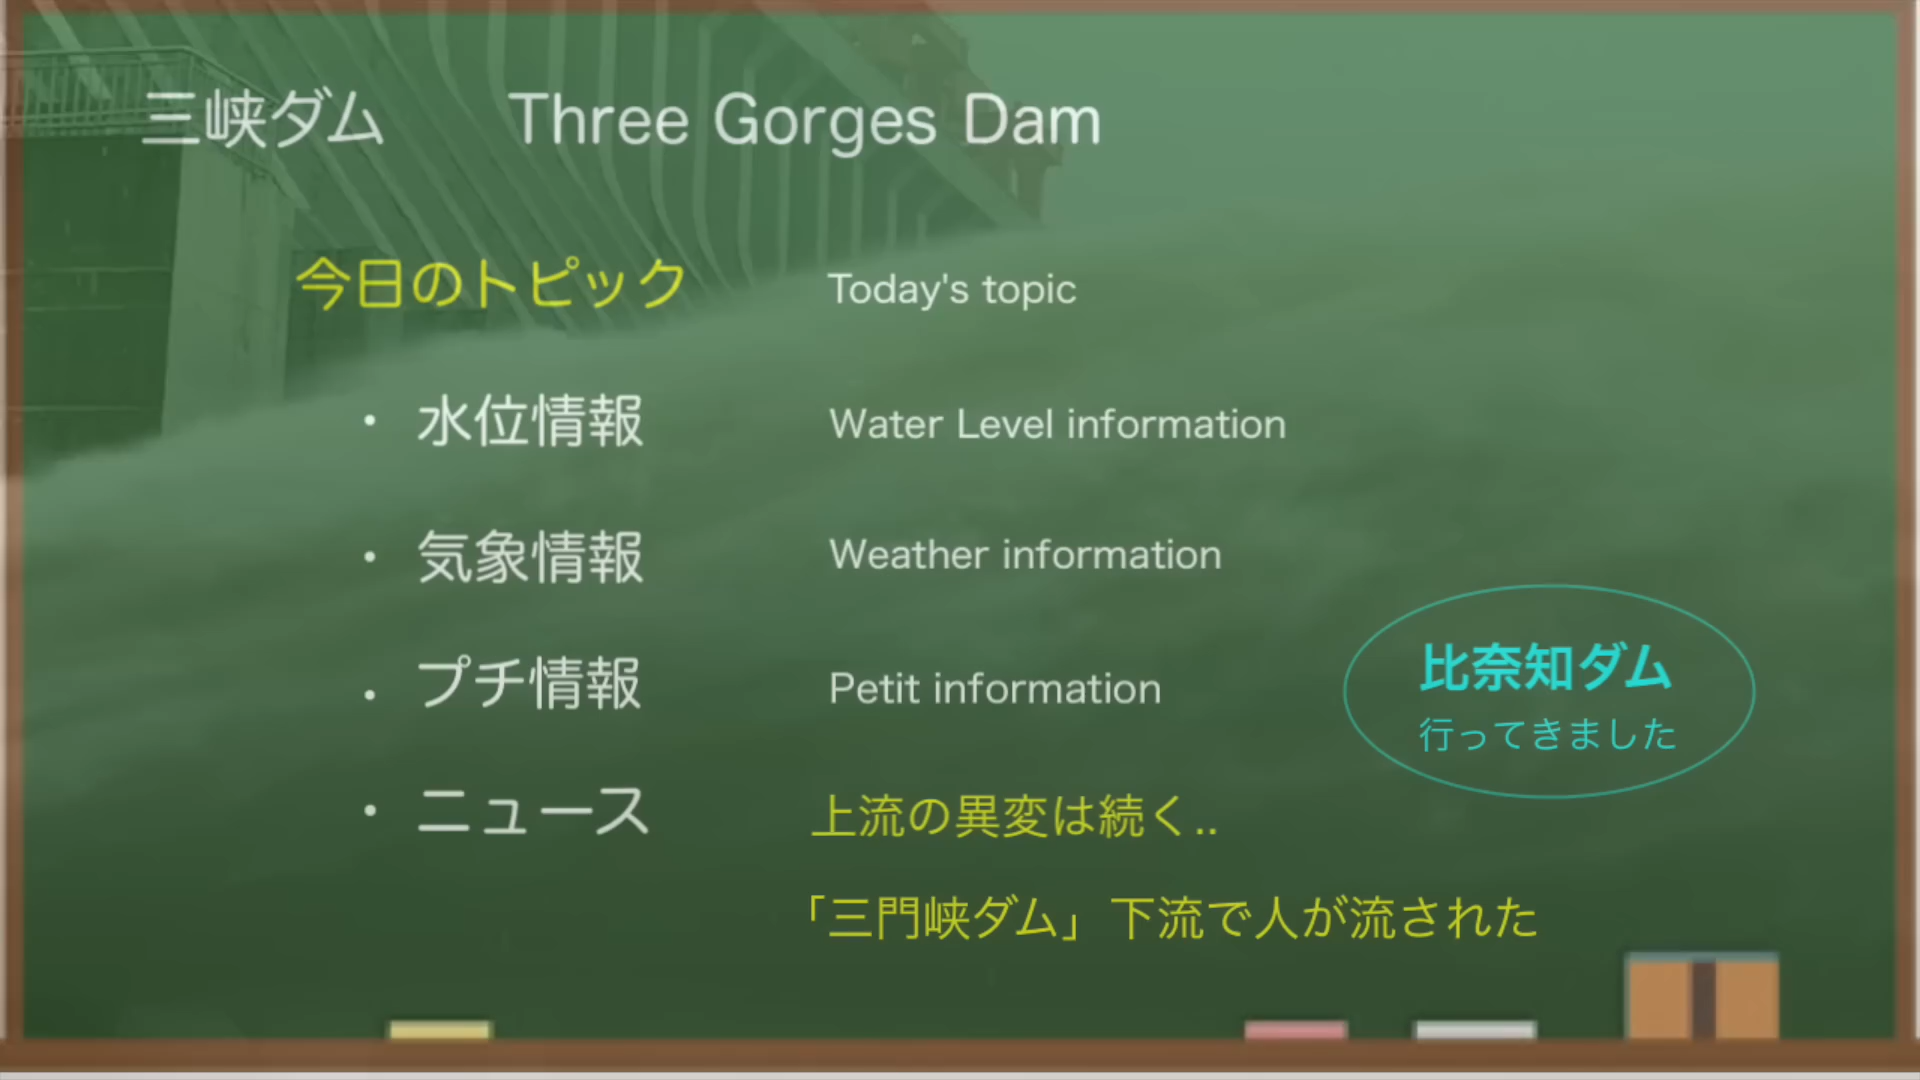 三峡ダム Three Gorges Dam
今日のトピック Today's topic
・ 水位情報 Water Level information
・ 気象情報 Weather information
・ プチ情報 Petit information
比奈知ダム
行ってきました
・ ニュース 上流の異変は続く..
「三門峡ダム」下流で人が流された